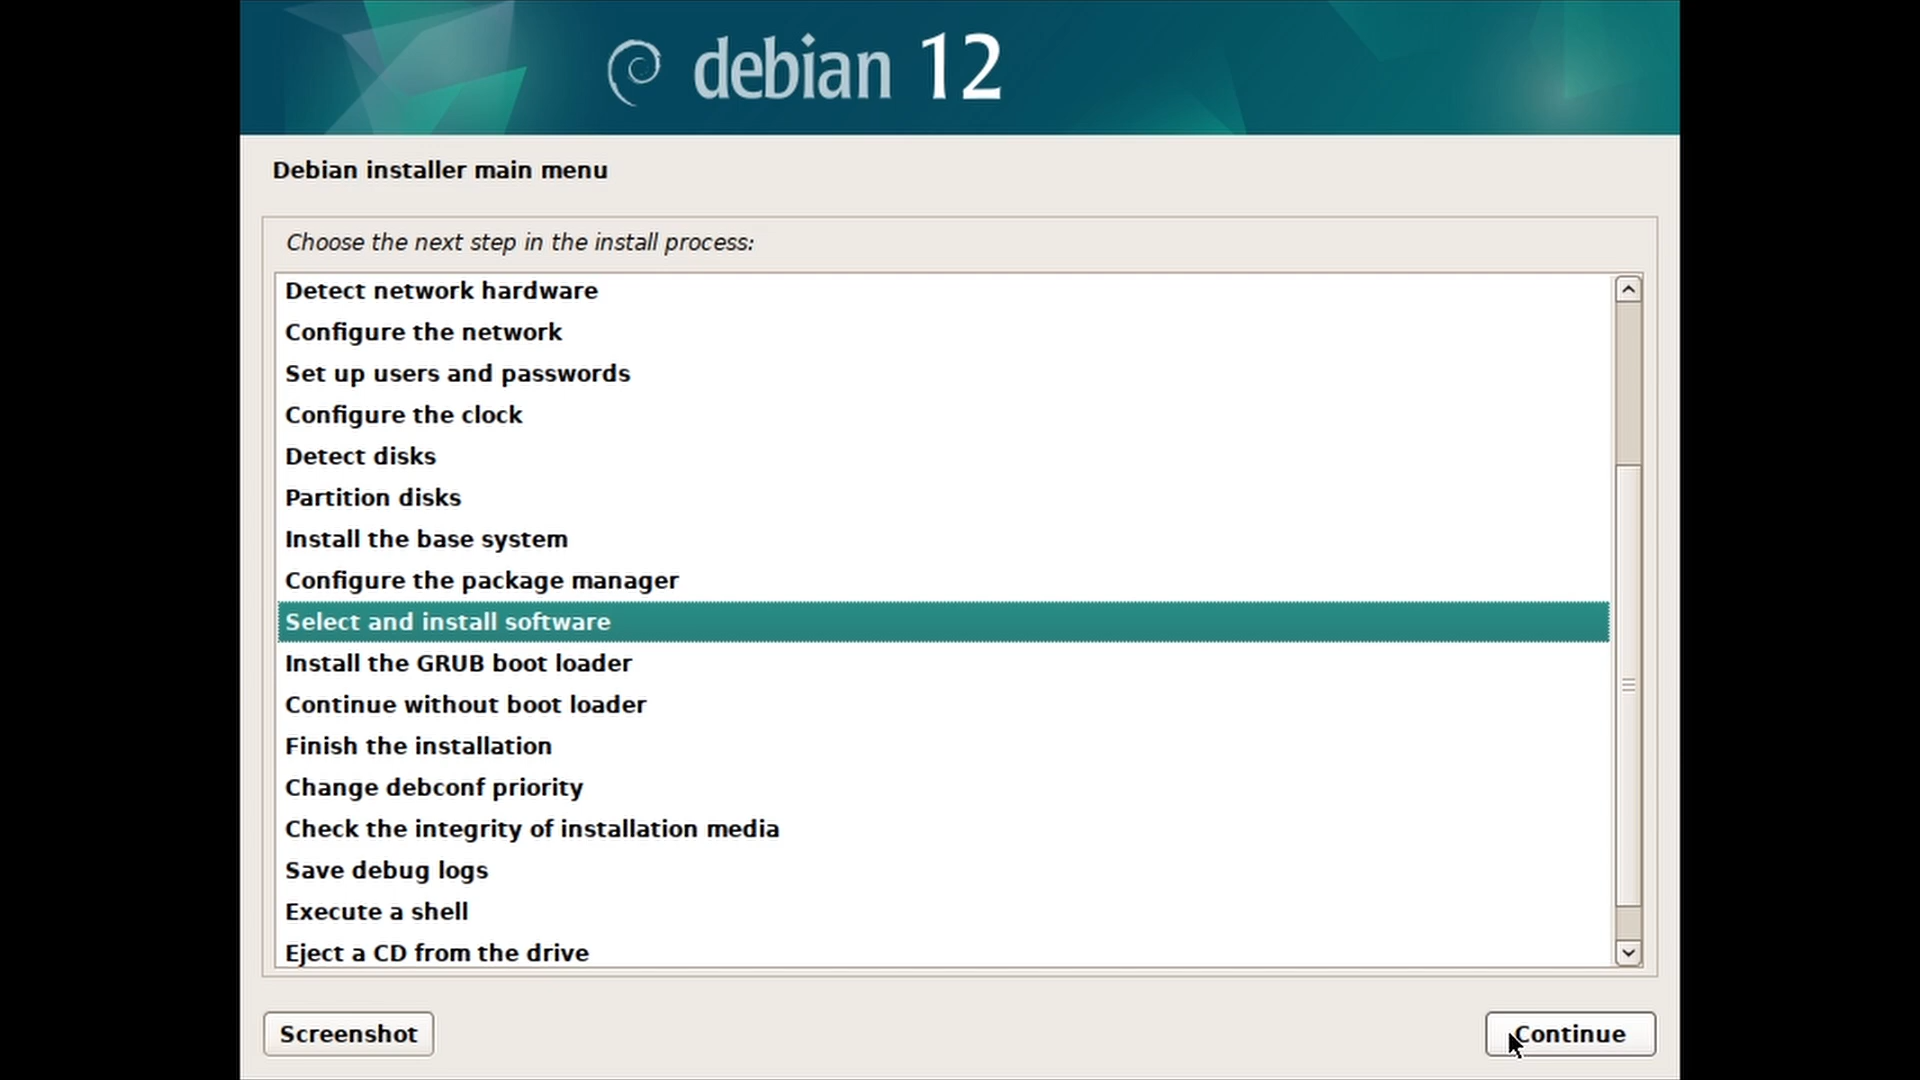 debian 12
Debian installer main menu
Choose the next step in the install process:
Detect network hardware
Configure the network
Set up users and passwords
Configure the clock
Detect disks
Partition disks
Install the base system
Configure the package manager
Select and install software
Install the GRUB boot loader
Continue without boot loader
Finish the installation
Change debconf priority
Check the integrity of installation media
Save debug logs
Execute a shell
Eject a CD from the drive
Screenshot
Continue